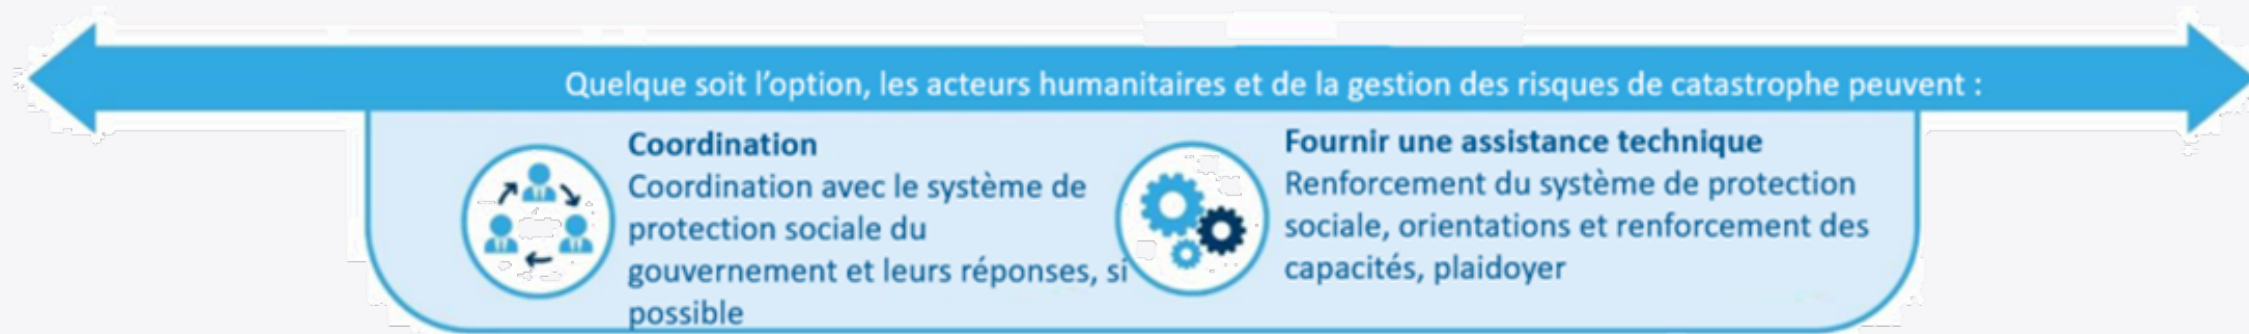 Quelque soit l’option, les acteurs humanitaires et de la gestion des risques de catastrophe peuvent :
Coordination
Coordination avec le système de
protection sociale du
gouvernement et leurs réponses, si
possible
Fournir une assistance technique
Renforcement du système de protection
sociale, orientations et renforcement des
capacités, plaidoyer